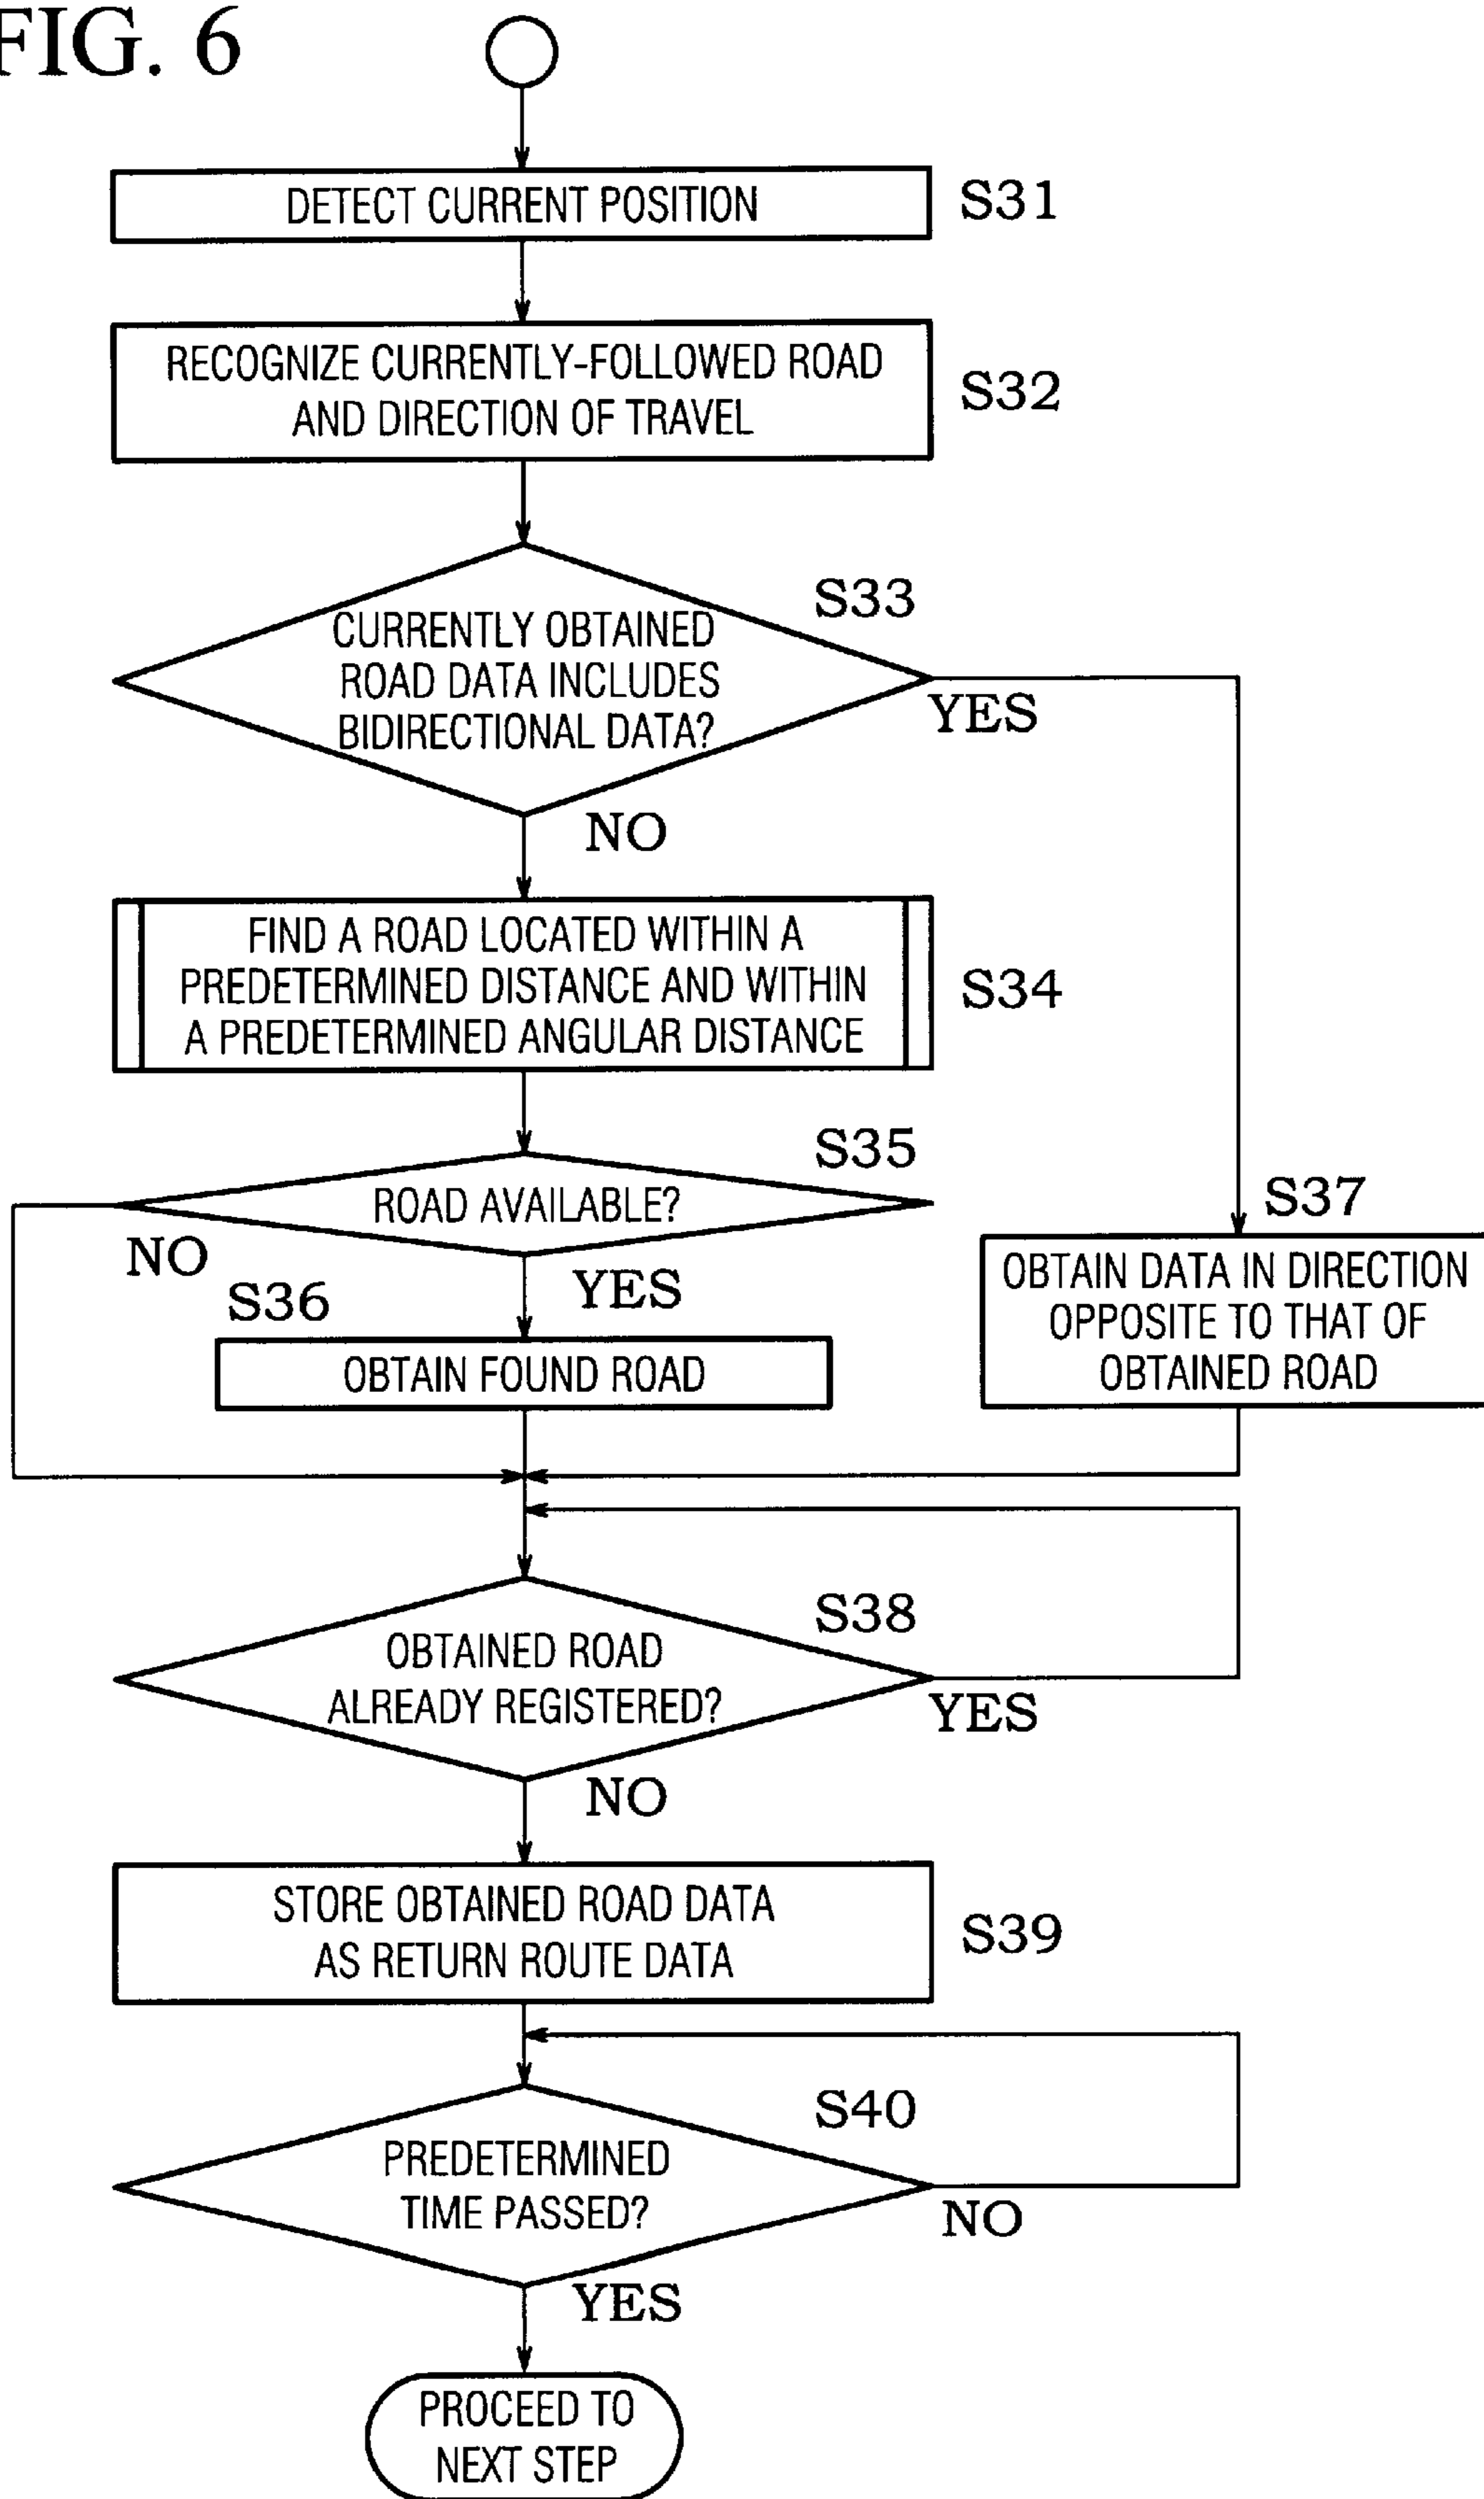 FIG. 6
DETECT CURRENT POSITION
S31
RECOGNIZE CURRENTLY-FOLLOWED ROAD
AND DIRECTION OF TRAVEL
S32
S33
CURRENTLY OBTAINED
ROAD DATA INCLUDES
BIDIRECTIONAL DATA?
YES
NO
FIND A ROAD LOCATED WITHIN A
PREDETERMINED DISTANCE AND WITHIN
A PREDETERMINED ANGULAR DISTANCE
S34
S35
ROAD AVAILABLE?
NO
YES
S36
OBTAIN FOUND ROAD
S37
OBTAIN DATA IN DIRECTION
OPPOSITE TO THAT OF
OBTAINED ROAD
S38
OBTAINED ROAD
ALREADY REGISTERED?
YES
NO
STORE OBTAINED ROAD DATA
AS RETURN ROUTE DATA
S39
S40
PREDETERMINED
TIME PASSED?
NO
YES
PROCEED TO
NEXT STEP